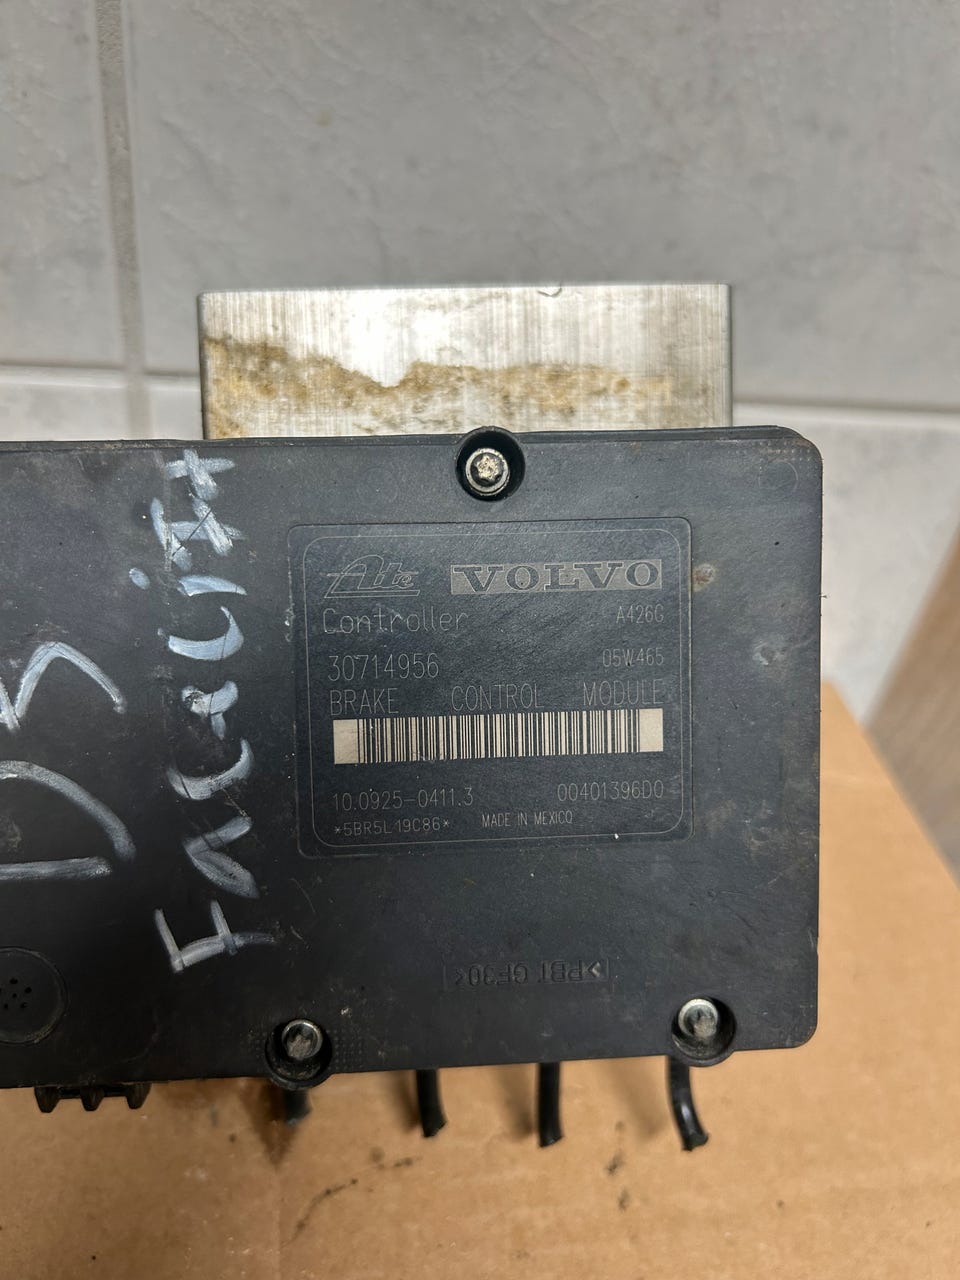 Ate VOLVO
Controller A426G
30714956 05W465
BRAKE CONTROL MODULE
10.0925-0411.3 00401396D0
*5BR5L19C86* MADE IN MEXICO
>PBT GF30<